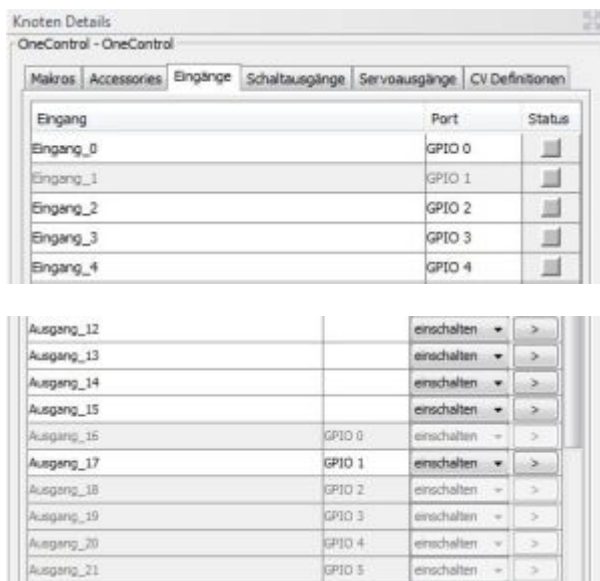 Knoten Details
OneControl - OneControl
Makros Accessories Eingänge Schaltausgänge Servoausgänge CV Definitionen
Eingang Port Status
Eingang_0 GPIO 0
Eingang_1 GPIO 1
Eingang_2 GPIO 2
Eingang_3 GPIO 3
Eingang_4 GPIO 4
Ausgang_12 einschalten >
Ausgang_13 einschalten >
Ausgang_14 einschalten >
Ausgang_15 einschalten >
Ausgang_16 GPIO 0 einschalten >
Ausgang_17 GPIO 1 einschalten >
Ausgang_18 GPIO 2 einschalten >
Ausgang_19 GPIO 3 einschalten >
Ausgang_20 GPIO 4 einschalten >
Ausgang_21 GPIO 5 einschalten >